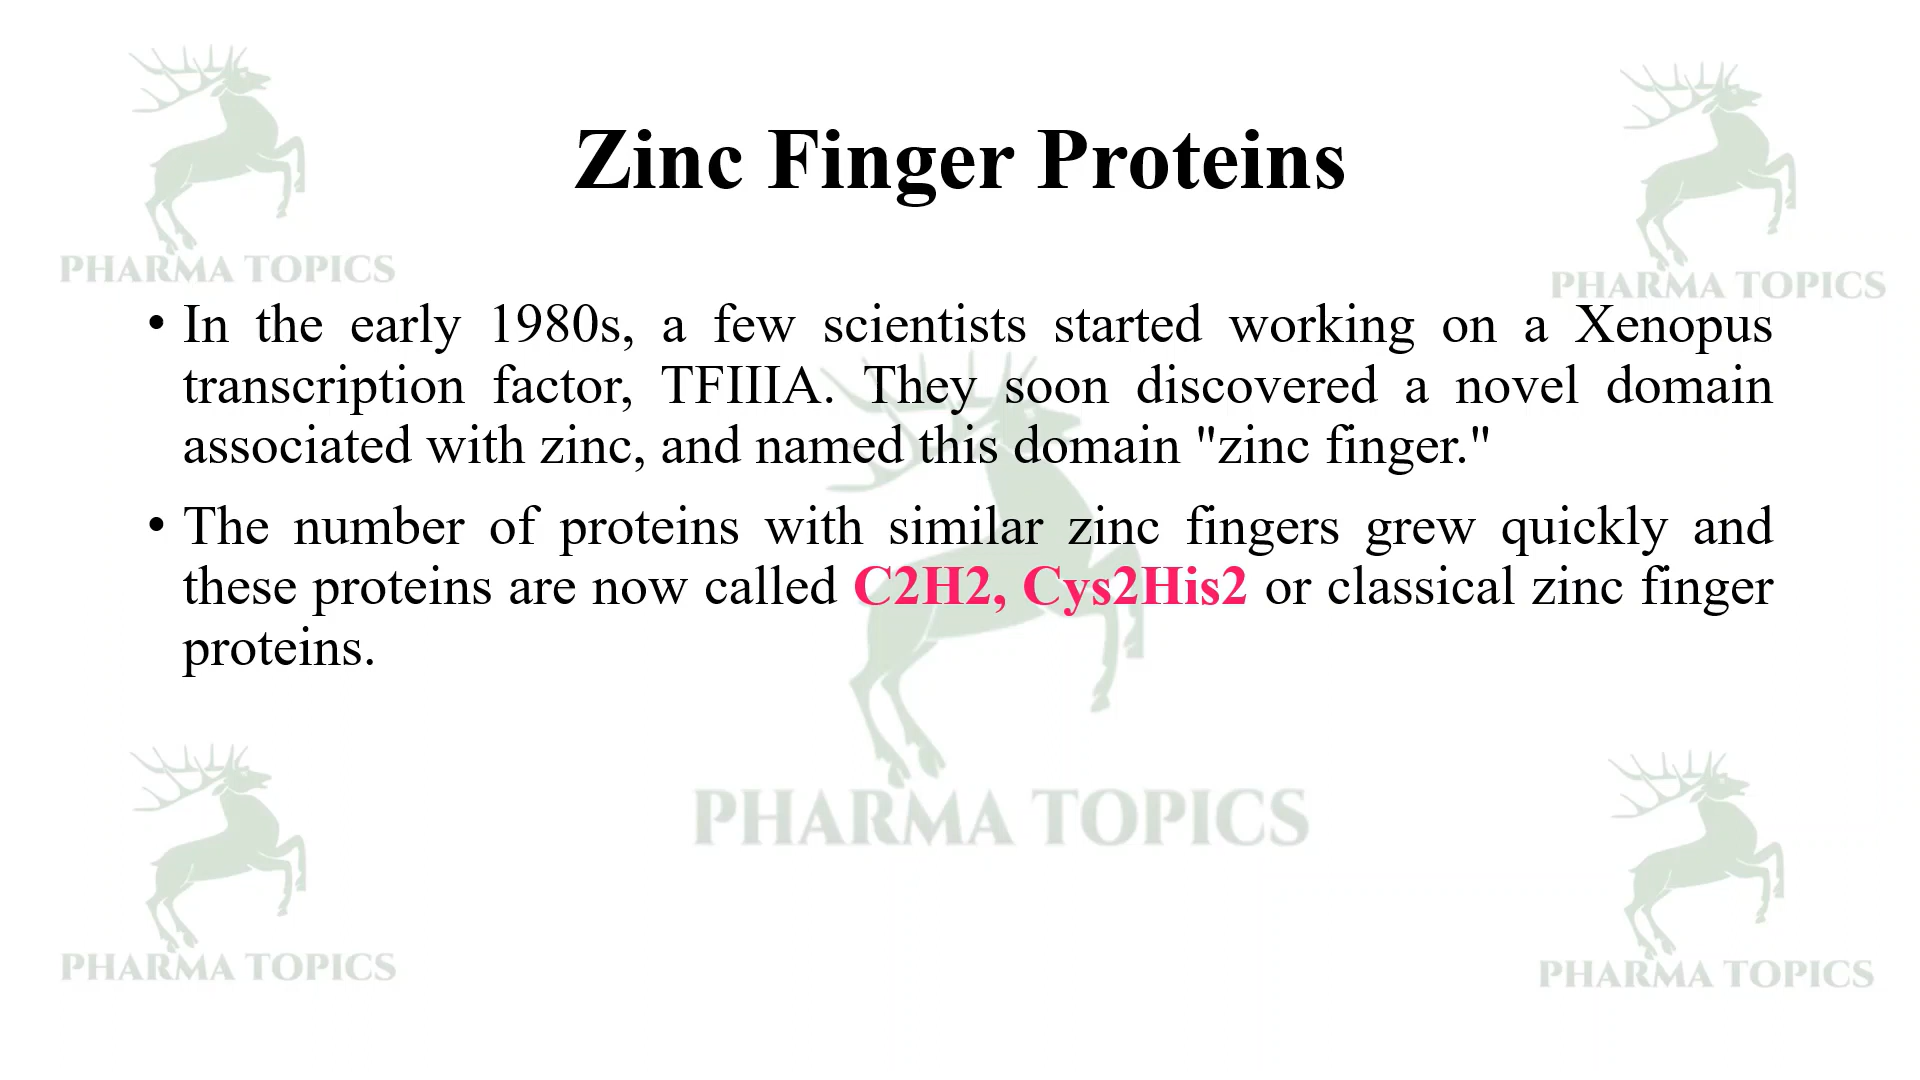 Zinc Finger Proteins
PHARMA TOPICS
PHARMA TOPICS
• In the early 1980s, a few scientists started working on a Xenopus
transcription factor, TFIIIA. They soon discovered a novel domain
associated with zinc, and named this domain "zinc finger."
• The number of proteins with similar zinc fingers grew quickly and
these proteins are now called C2H2, Cys2His2 or classical zinc finger
proteins.
PHARMA TOPICS
PHARMA TOPICS
PHARMA TOPICS